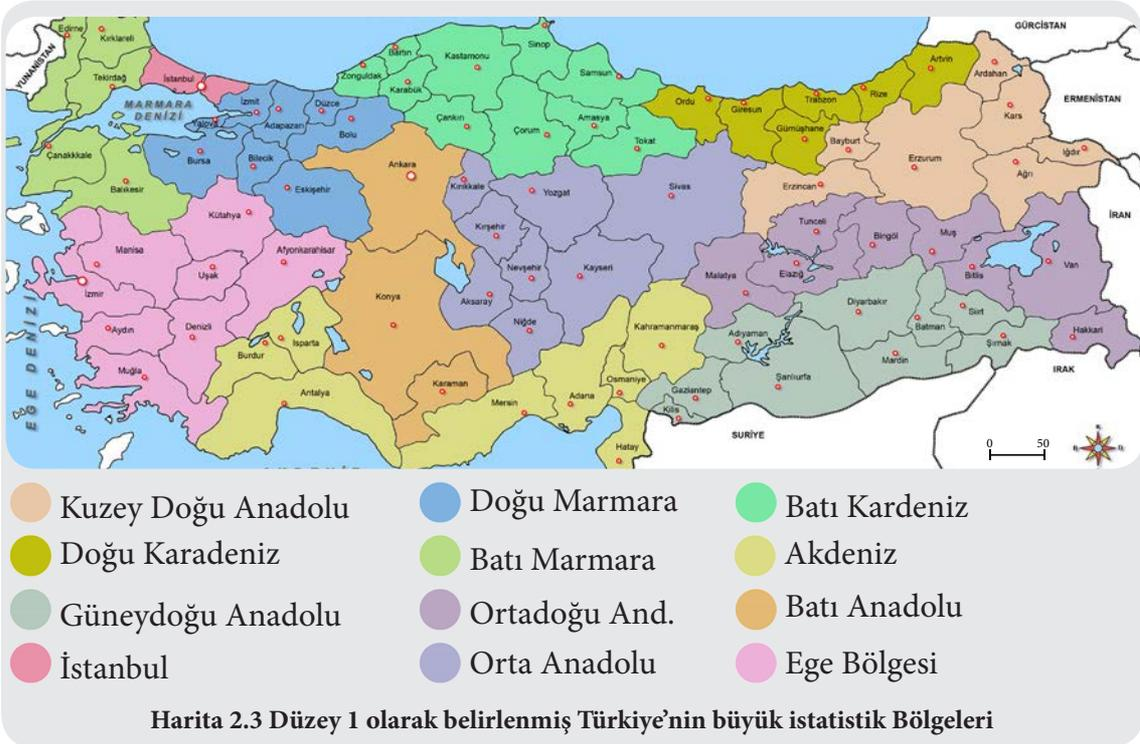 GÜRCİSTAN
ERMENİSTAN
İRAN
IRAK
SURİYE
YUNANİSTAN
MARMARA
DENİZİ
EGE DENİZİ
Edirne
Kırklareli
Tekirdağ
İstanbul
Çanakkkale
Balıkesir
Yalova
İzmit
Adapazarı
Düzce
Bolu
Bursa
Bilecik
Eskişehir
Zonguldak
Bartın
Karabük
Kastamonu
Sinop
Samsun
Çankırı
Çorum
Amasya
Tokat
Ordu
Giresun
Trabzon
Rize
Artvin
Gümüşhane
Bayburt
Ardahan
Kars
Iğdır
Erzurum
Ağrı
Erzincan
Ankara
Kırıkkale
Yozgat
Sivas
Kırşehir
Nevşehir
Kayseri
Aksaray
Niğde
Konya
Karaman
Kütahya
Manisa
Uşak
Afyonkarahisar
İzmir
Aydın
Denizli
Muğla
Burdur
Isparta
Antalya
Mersin
Adana
Osmaniye
Hatay
Kahramanmaraş
Malatya
Elazığ
Tunceli
Bingöl
Muş
Bitlis
Van
Hakkari
Adıyaman
Gaziantep
Kilis
Şanlıurfa
Diyarbakır
Mardin
Batman
Siirt
Şırnak
0 50
Kuzey Doğu Anadolu
Doğu Karadeniz
Güneydoğu Anadolu
İstanbul
Doğu Marmara
Batı Marmara
Ortadoğu And.
Orta Anadolu
Batı Kardeniz
Akdeniz
Batı Anadolu
Ege Bölgesi
Harita 2.3 Düzey 1 olarak belirlenmiş Türkiye’nin büyük istatistik Bölgeleri